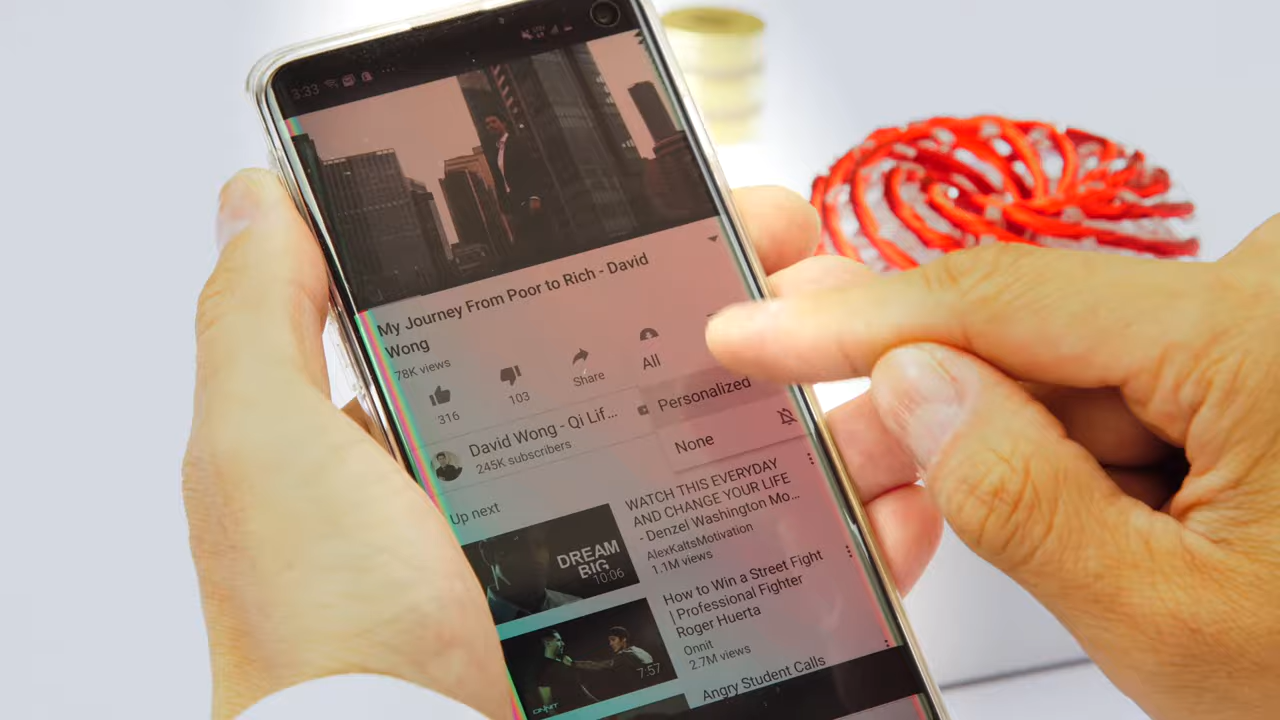 3:33
My Journey From Poor to Rich - David
Wong
78K views
316
103
Share
All
Personalized
None
David Wong - Qi Lif...
245K subscribers
Up next
DREAM
BIG
10:06
WATCH THIS EVERYDAY
AND CHANGE YOUR LIFE
- Denzel Washington Mo...
AlexKaltsMotivation
1.1M views
ONNIT
7:57
How to Win a Street Fight
| Professional Fighter
Roger Huerta
Onnit
2.7M views
Angry Student Calls